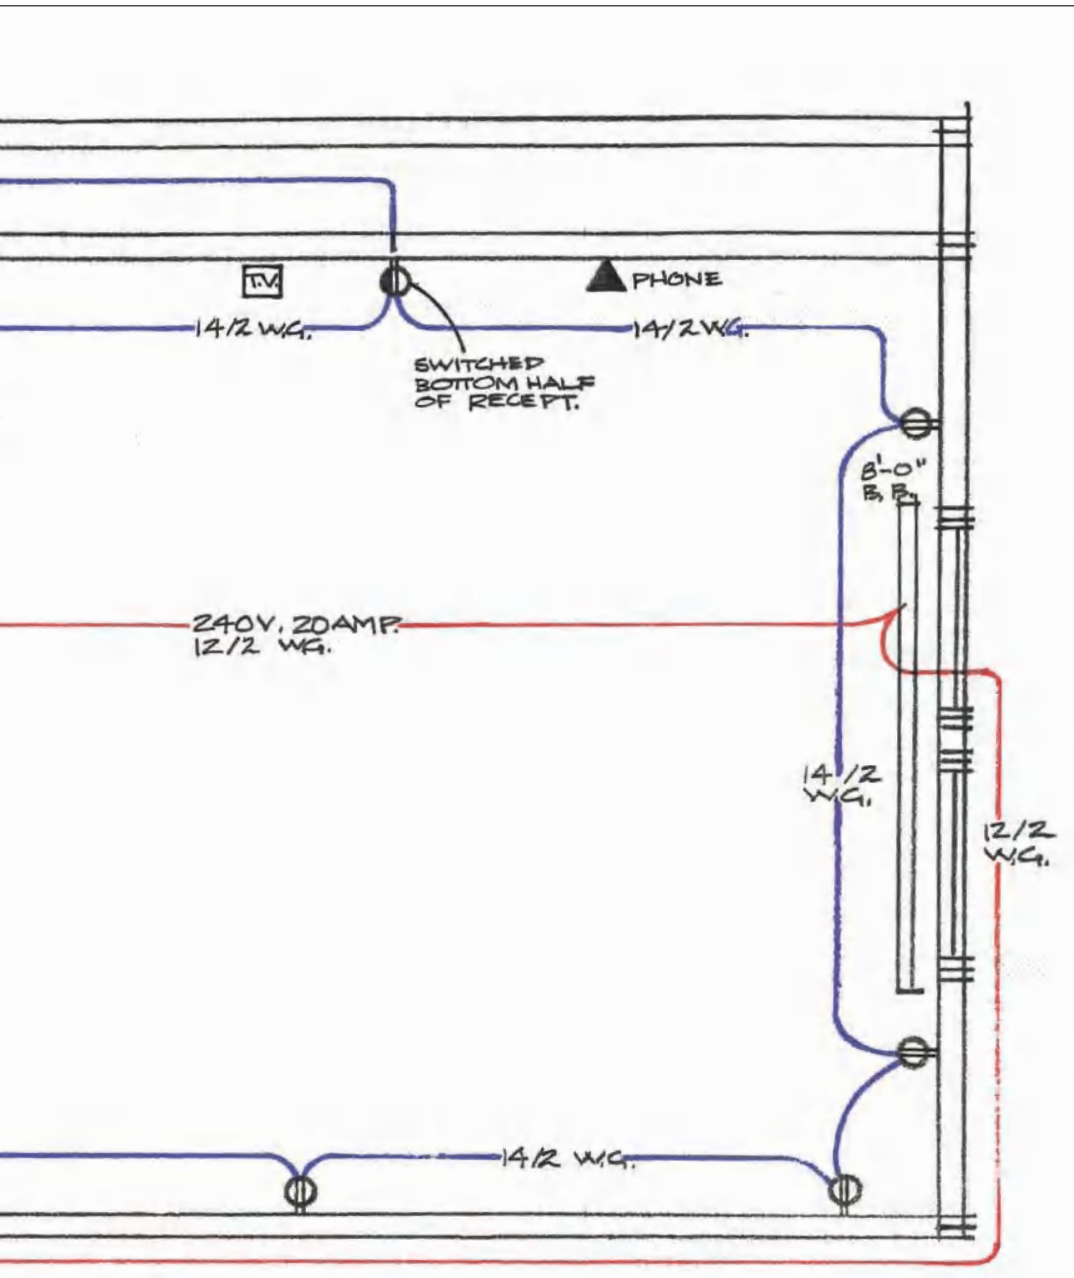 T.V.
PHONE
14/2 W.G.
14/2 W.G.
SWITCHED
BOTTOM HALF
OF RECEPT.
8'-0"
B.B.
240V. 20AMP.
12/2 WG.
14/2
W.G.
12/2
W.G.
14/2 W.G.